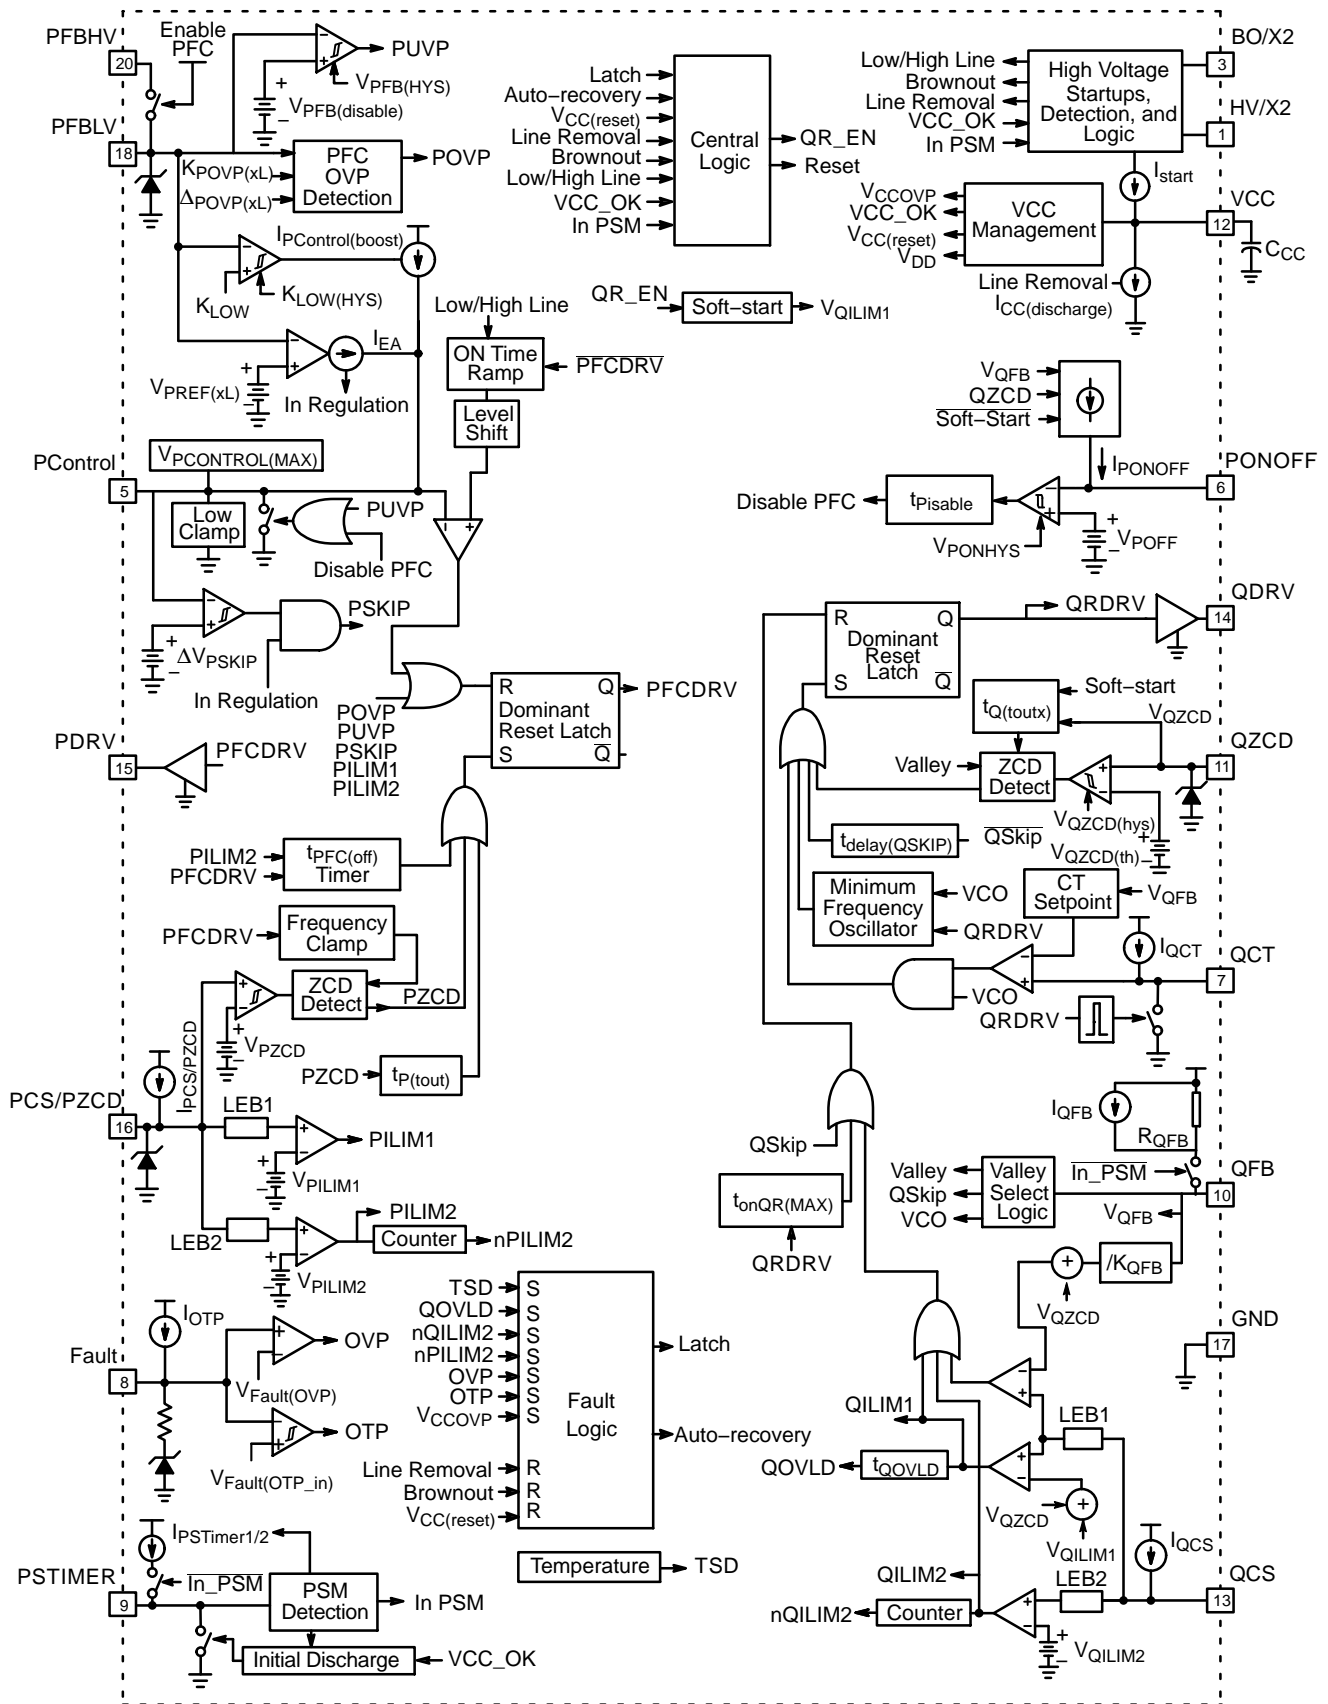 PFBHV
20
Enable
PFC
PUVP
VPFB(HYS)
+
−
VPFB(disable)
PFBLV
18
KPOVP(xL)
ΔPOVP(xL)
PFC
OVP
Detection
POVP
IPControl(boost)
KLOW
KLOW(HYS)
IEA
VPREF(xL)
In Regulation
Low/High Line
ON Time
Ramp
PFCDRV
Level
Shift
Latch
Auto−recovery
VCC(reset)
Line Removal
Brownout
Low/High Line
VCC_OK
In PSM
Central
Logic
QR_EN
Reset
QR_EN
Soft−start
VQILIM1
Low/High Line
Brownout
Line Removal
VCC_OK
In PSM
High Voltage
Startups,
Detection, and
Logic
BO/X2
3
HV/X2
1
Istart
VCCOVP
VCC_OK
VCC(reset)
VDD
VCC
Management
VCC
12
CCC
Line Removal
ICC(discharge)
VQFB
QZCD
Soft−Start
IPONOFF
PONOFF
6
Disable PFC
tPisable
VPONHYS
VPOFF
PControl
5
VPCONTROL(MAX)
Low
Clamp
PUVP
Disable PFC
PSKIP
ΔVPSKIP
In Regulation
POVP
PUVP
PSKIP
PILIM1
PILIM2
R
Q
Dominant
Reset Latch
S
Q
PFCDRV
PDRV
15
PFCDRV
PILIM2
PFCDRV
tPFC(off)
Timer
PFCDRV
Frequency
Clamp
ZCD
Detect
PZCD
VPZCD
PZCD
tP(tout)
IPCS/PZCD
PCS/PZCD
16
LEB1
PILIM1
VPILIM1
LEB2
PILIM2
Counter
nPILIM2
VPILIM2
R
Q
Dominant
Reset
Latch
S
Q
QRDRV
QDRV
14
Soft−start
tQ(toutx)
VQZCD
QZCD
11
Valley
ZCD
Detect
VQZCD(hys)
VQZCD(th)
tdelay(QSKIP)
QSkip
Minimum
Frequency
Oscillator
VCO
QRDRV
CT
Setpoint
VQFB
IQCT
QCT
7
VCO
QRDRV
IQFB
RQFB
QSkip
tonQR(MAX)
QRDRV
In_PSM
QFB
10
Valley
QSkip
VCO
Valley
Select
Logic
VQFB
/KQFB
VQZCD
GND
17
IOTP
Fault
8
OVP
VFault(OVP)
OTP
VFault(OTP_in)
TSD
QOVLD
nQILIM2
nPILIM2
OVP
OTP
VCCOVP
S
S
S
S
S
S
S
Line Removal
Brownout
VCC(reset)
R
R
R
Fault
Logic
Latch
Auto−recovery
Temperature
TSD
QILIM1
QOVLD
tQOVLD
LEB1
VQZCD
VQILIM1
IQCS
QILIM2
nQILIM2
Counter
LEB2
VQILIM2
QCS
13
IPSTimer1/2
PSTIMER
9
In_PSM
PSM
Detection
In PSM
Initial Discharge
VCC_OK